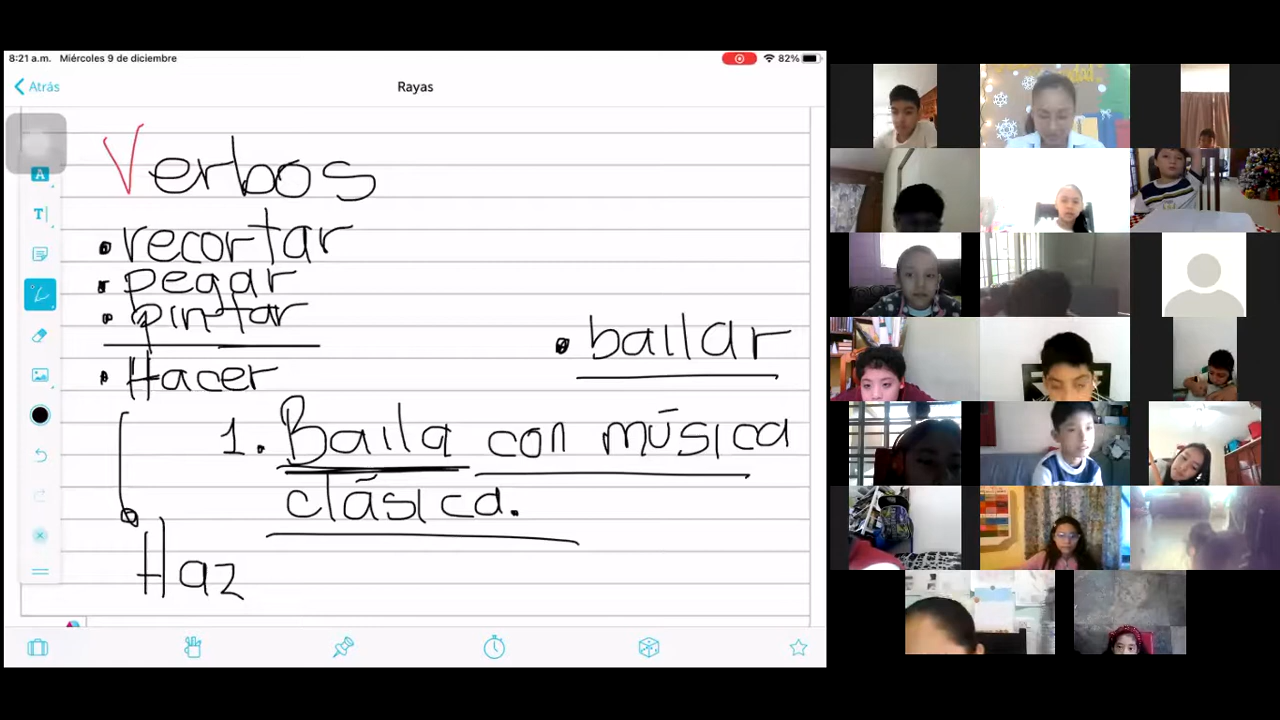 8:21 a.m. Miércoles 9 de diciembre
82%
Atrás
Rayas
A
T
Verbos
• recortar
• pegar
• pintar
• bailar
• Hacer
1. Baila con música
clásica.
Haz